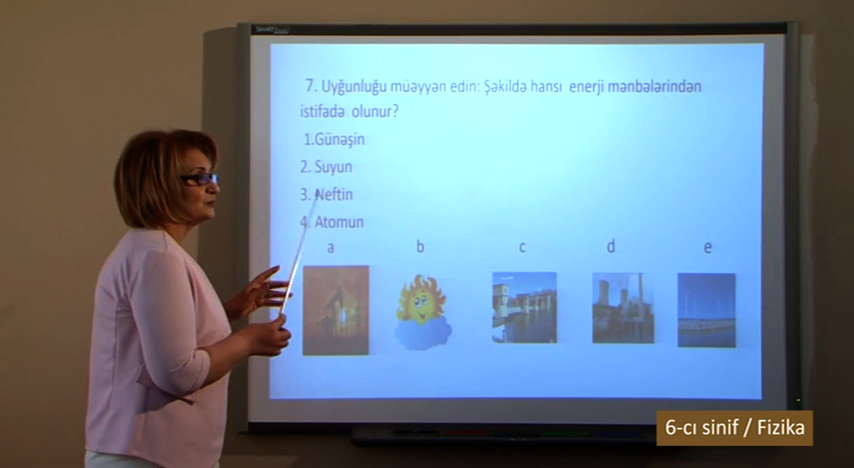 7. Uyğunluğu müəyyən edin: Şəkildə hansı enerji mənbələrindən
istifadə olunur?
1.Günəşin
2. Suyun
3. Neftin
4. Atomun
a b c d e
6-cı sinif / Fizika